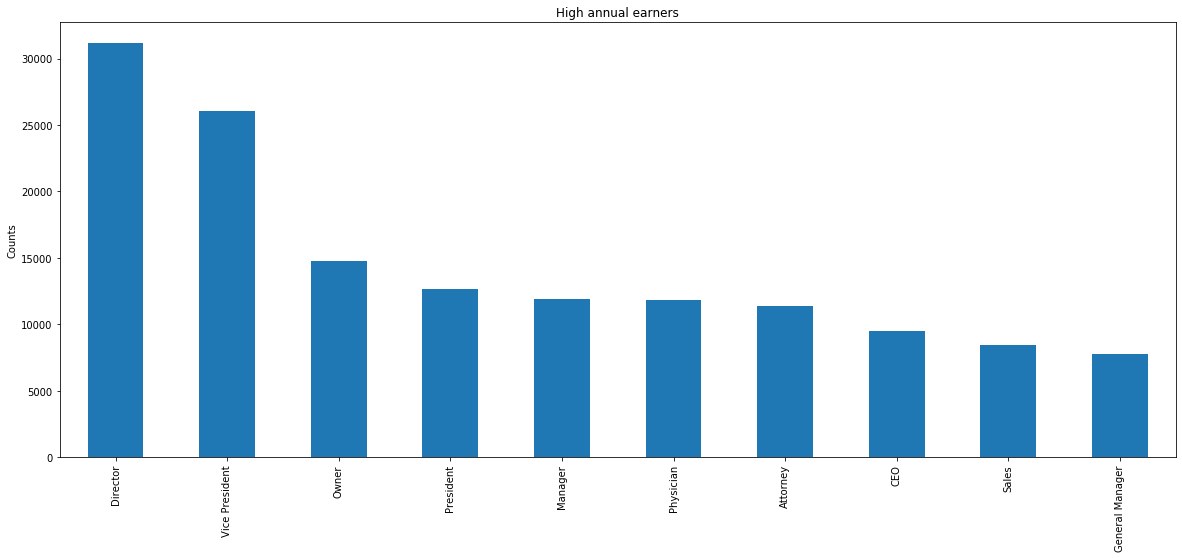 High annual earners
Counts
30000
25000
20000
15000
10000
5000
0
Director
Vice President
Owner
President
Manager
Physician
Attorney
CEO
Sales
General Manager